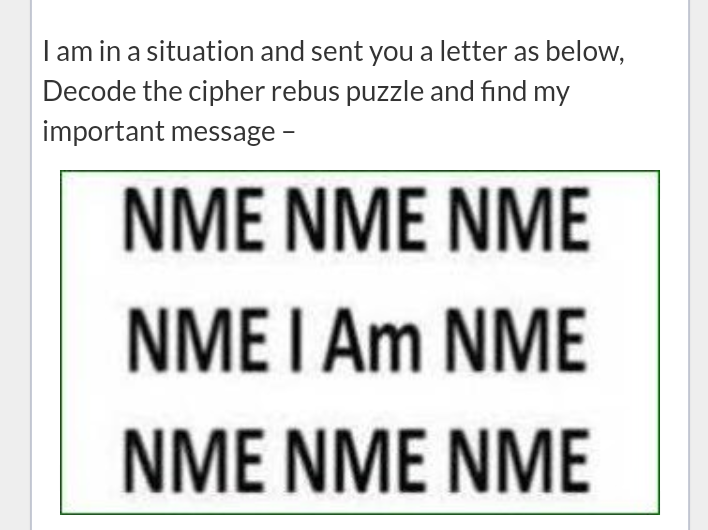 I am in a situation and sent you a letter as below,
Decode the cipher rebus puzzle and find my
important message –
NME NME NME
NME I Am NME
NME NME NME